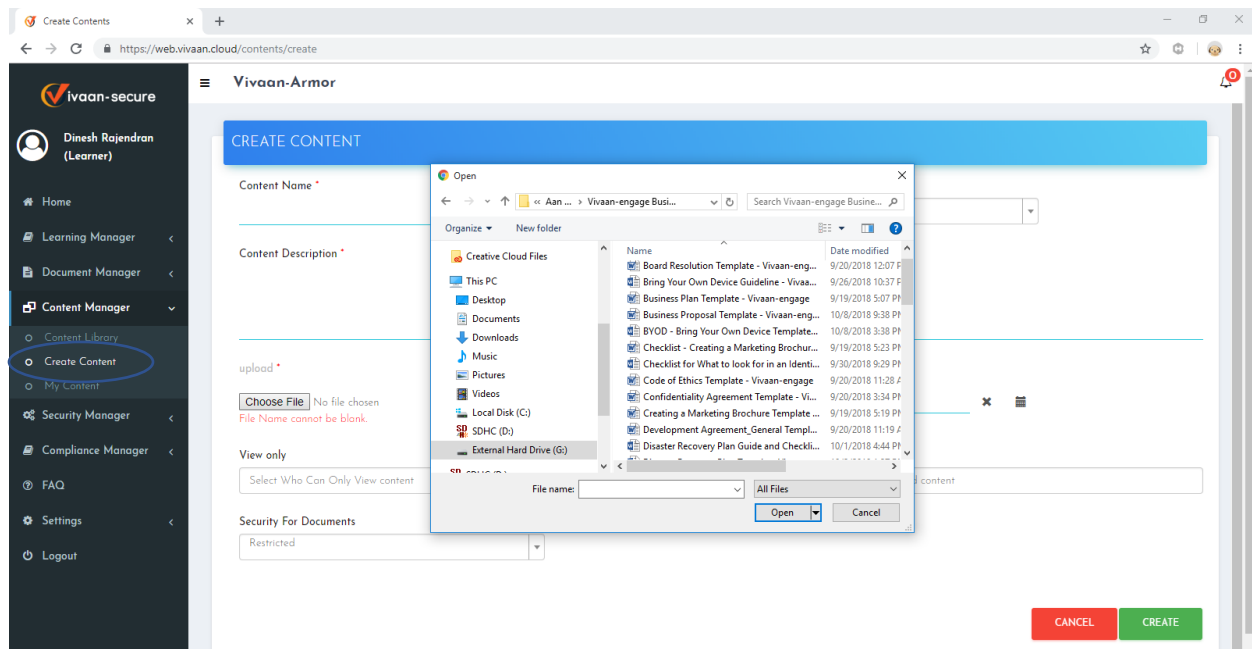 Create Contents
https://web.vivaan.cloud/contents/create
ivaan-secure
Vivaan-Armor
0
Dinesh Rajendran
(Learner)
Home
Learning Manager
Document Manager
Content Manager
Content Library
Create Content
My Content
Security Manager
Compliance Manager
FAQ
Settings
Logout
CREATE CONTENT
Content Name *
Content Description *
upload *
Choose File No file chosen
File Name cannot be blank.
View only
Select Who Can Only View content
content
Security For Documents
Restricted
CANCEL
CREATE
Open
« Aan ... > Vivaan-engage Busi...
Search Vivaan-engage Busine...
Organize
New folder
Creative Cloud Files
This PC
Desktop
Documents
Downloads
Music
Pictures
Videos
Local Disk (C:)
SDHC (D:)
External Hard Drive (G:)
Name Date modified
Board Resolution Template - Vivaan-eng... 9/20/2018 12:07 P
Bring Your Own Device Guideline - Vivaa... 9/26/2018 10:37 P
Business Plan Template - Vivaan-engage 9/19/2018 5:07 PM
Business Proposal Template - Vivaan-eng... 10/8/2018 9:38 PM
BYOD - Bring Your Own Device Template... 10/8/2018 3:38 PM
Checklist - Creating a Marketing Brochur... 9/19/2018 5:23 PM
Checklist for What to look for in an Identi... 9/30/2018 9:29 PM
Code of Ethics Template - Vivaan-engage 9/20/2018 11:28 A
Confidentiality Agreement Template - Vi... 9/20/2018 3:34 PM
Creating a Marketing Brochure Template ... 9/19/2018 5:19 PM
Development Agreement_General Templ... 9/20/2018 11:19 A
Disaster Recovery Plan Guide and Checkli... 10/1/2018 4:44 PM
File name:
All Files
Open
Cancel